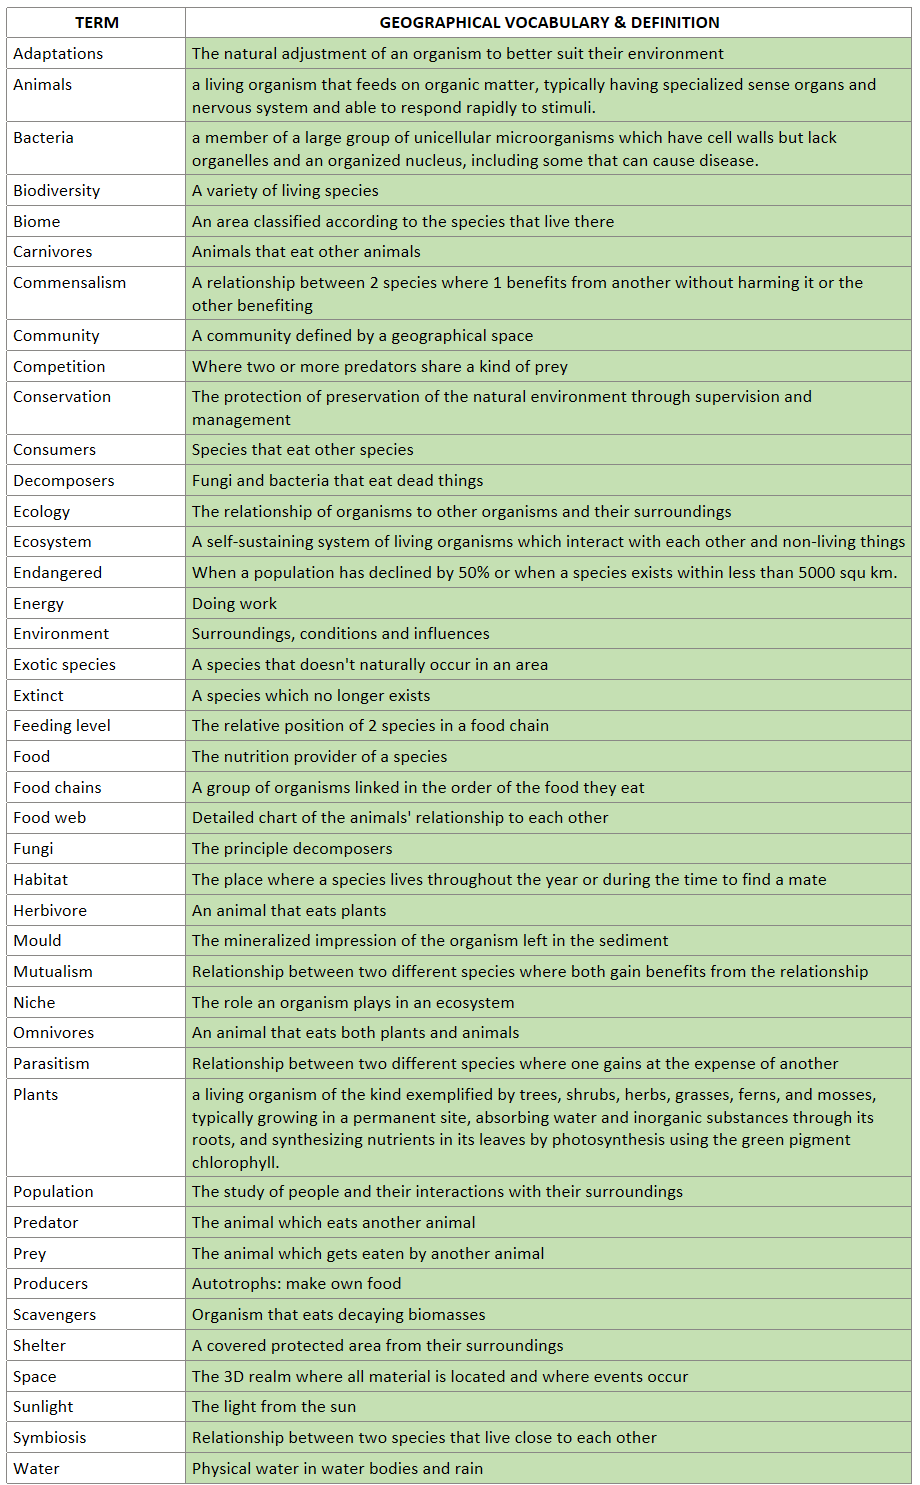 TERM GEOGRAPHICAL VOCABULARY & DEFINITION
Adaptations The natural adjustment of an organism to better suit their environment
Animals a living organism that feeds on organic matter, typically having specialized sense organs and
nervous system and able to respond rapidly to stimuli.
Bacteria a member of a large group of unicellular microorganisms which have cell walls but lack
organelles and an organized nucleus, including some that can cause disease.
Biodiversity A variety of living species
Biome An area classified according to the species that live there
Carnivores Animals that eat other animals
Commensalism A relationship between 2 species where 1 benefits from another without harming it or the
other benefiting
Community A community defined by a geographical space
Competition Where two or more predators share a kind of prey
Conservation The protection of preservation of the natural environment through supervision and
management
Consumers Species that eat other species
Decomposers Fungi and bacteria that eat dead things
Ecology The relationship of organisms to other organisms and their surroundings
Ecosystem A self-sustaining system of living organisms which interact with each other and non-living things
Endangered When a population has declined by 50% or when a species exists within less than 5000 squ km.
Energy Doing work
Environment Surroundings, conditions and influences
Exotic species A species that doesn't naturally occur in an area
Extinct A species which no longer exists
Feeding level The relative position of 2 species in a food chain
Food The nutrition provider of a species
Food chains A group of organisms linked in the order of the food they eat
Food web Detailed chart of the animals' relationship to each other
Fungi The principle decomposers
Habitat The place where a species lives throughout the year or during the time to find a mate
Herbivore An animal that eats plants
Mould The mineralized impression of the organism left in the sediment
Mutualism Relationship between two different species where both gain benefits from the relationship
Niche The role an organism plays in an ecosystem
Omnivores An animal that eats both plants and animals
Parasitism Relationship between two different species where one gains at the expense of another
Plants a living organism of the kind exemplified by trees, shrubs, herbs, grasses, ferns, and mosses,
typically growing in a permanent site, absorbing water and inorganic substances through its
roots, and synthesizing nutrients in its leaves by photosynthesis using the green pigment
chlorophyll.
Population The study of people and their interactions with their surroundings
Predator The animal which eats another animal
Prey The animal which gets eaten by another animal
Producers Autotrophs: make own food
Scavengers Organism that eats decaying biomasses
Shelter A covered protected area from their surroundings
Space The 3D realm where all material is located and where events occur
Sunlight The light from the sun
Symbiosis Relationship between two species that live close to each other
Water Physical water in water bodies and rain